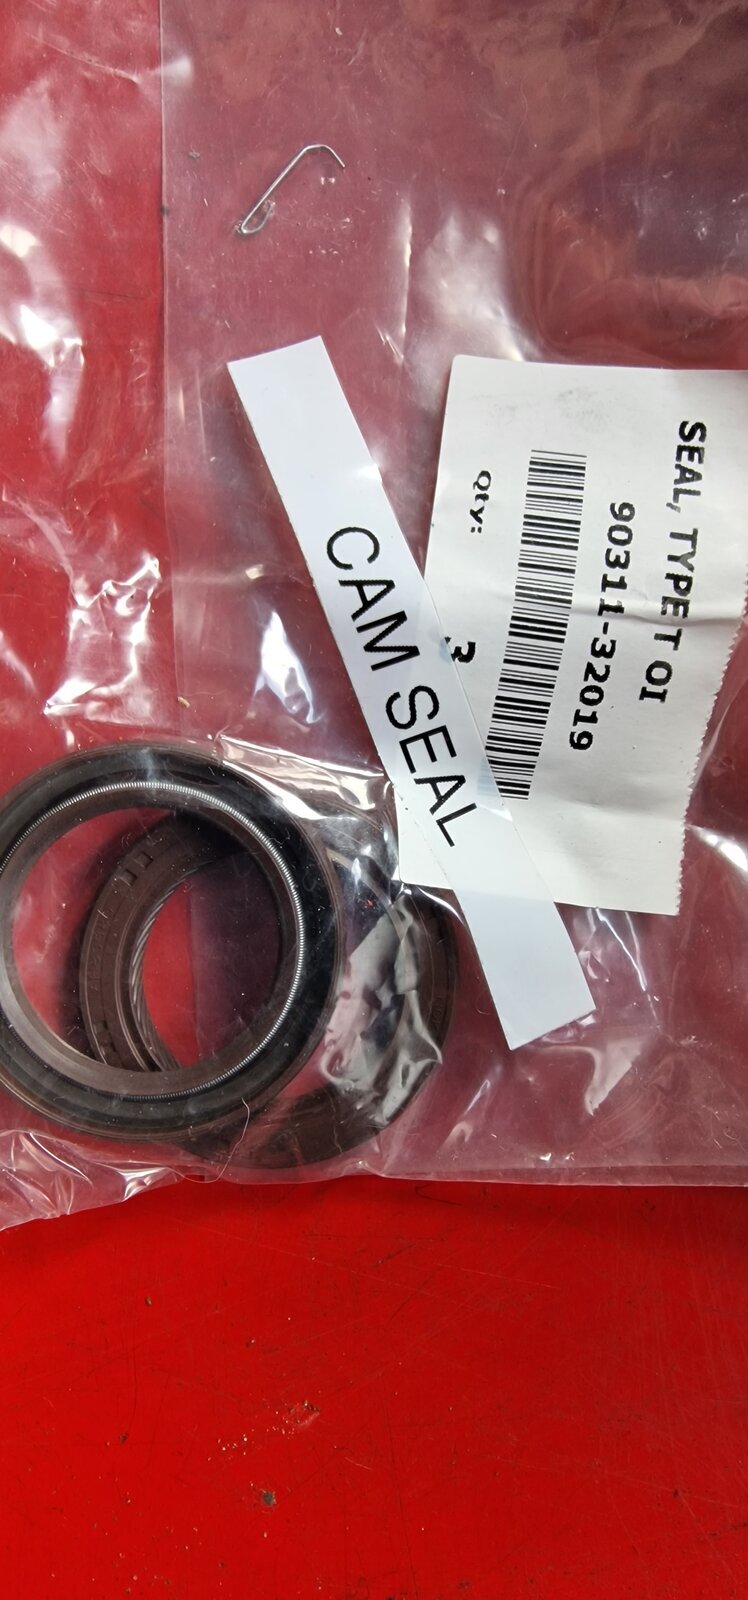 SEAL, TYPE T OI
90311-32019
Qty: 3
CAM SEAL